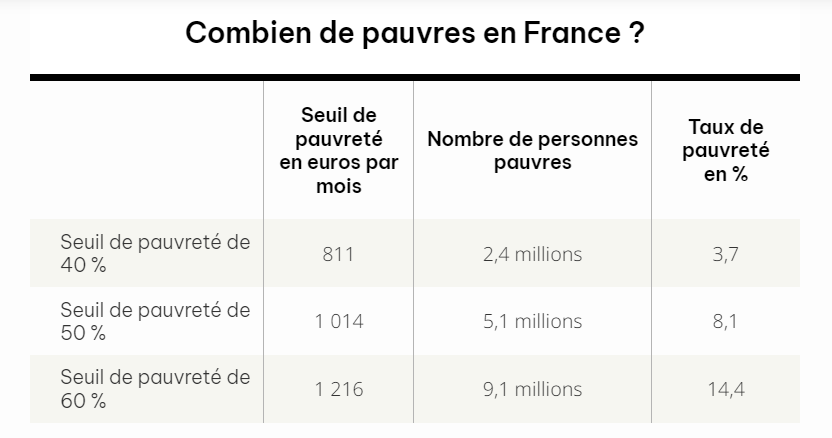 Combien de pauvres en France ?
Seuil de
pauvreté
en euros par
mois
Nombre de personnes
pauvres
Taux de
pauvreté
en %
Seuil de pauvreté de
40 %
811
2,4 millions
3,7
Seuil de pauvreté de
50 %
1 014
5,1 millions
8,1
Seuil de pauvreté de
60 %
1 216
9,1 millions
14,4